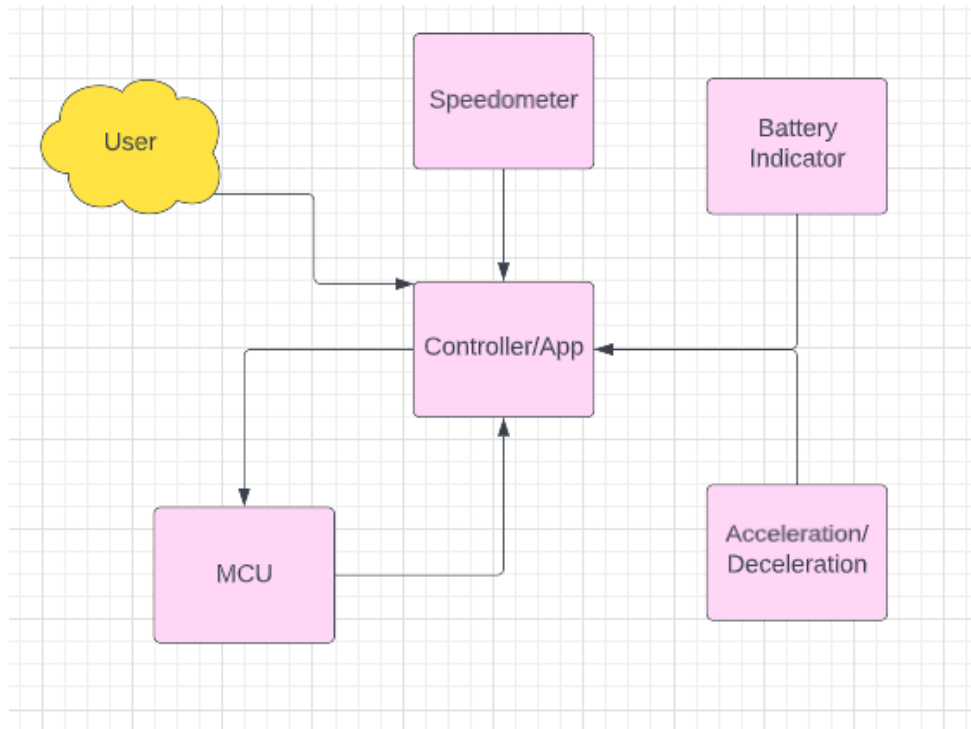 User
Speedometer
Battery
Indicator
Controller/App
MCU
Acceleration/
Deceleration